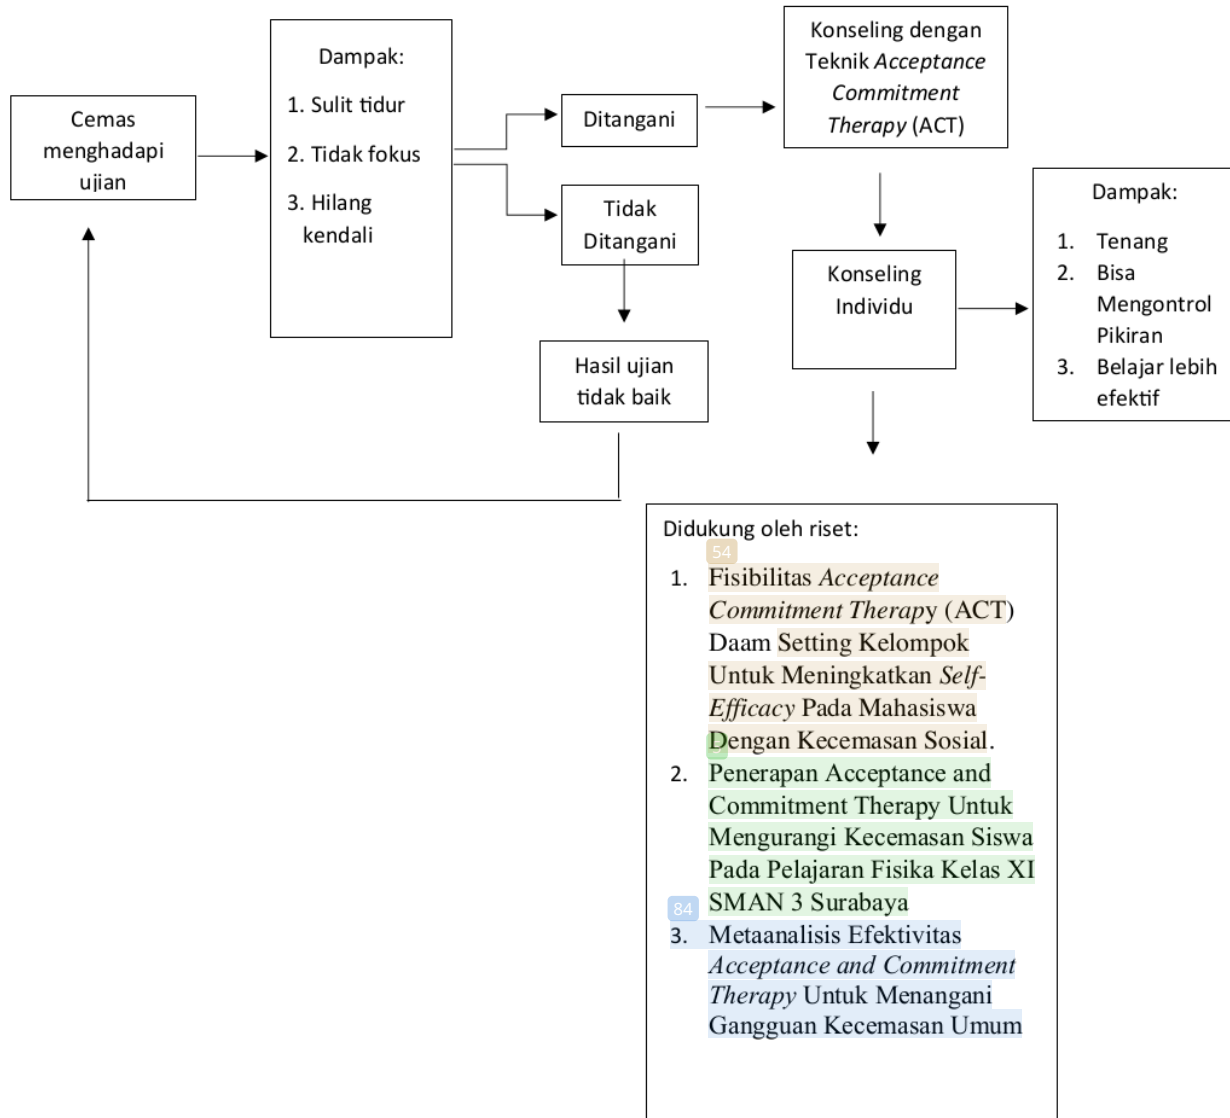 Cemas
menghadapi
ujian
Dampak:
1. Sulit tidur
2. Tidak fokus
3. Hilang
kendali
Ditangani
Tidak
Ditangani
Hasil ujian
tidak baik
Konseling dengan
Teknik Acceptance
Commitment
Therapy (ACT)
Konseling
Individu
Dampak:
1. Tenang
2. Bisa
Mengontrol
Pikiran
3. Belajar lebih
efektif
Didukung oleh riset:
54
1. Fisibilitas Acceptance
Commitment Therapy (ACT)
Daam Setting Kelompok
Untuk Meningkatkan Self-
Efficacy Pada Mahasiswa
Dengan Kecemasan Sosial.
2. Penerapan Acceptance and
Commitment Therapy Untuk
Mengurangi Kecemasan Siswa
Pada Pelajaran Fisika Kelas XI
SMAN 3 Surabaya
84
3. Metaanalisis Efektivitas
Acceptance and Commitment
Therapy Untuk Menangani
Gangguan Kecemasan Umum